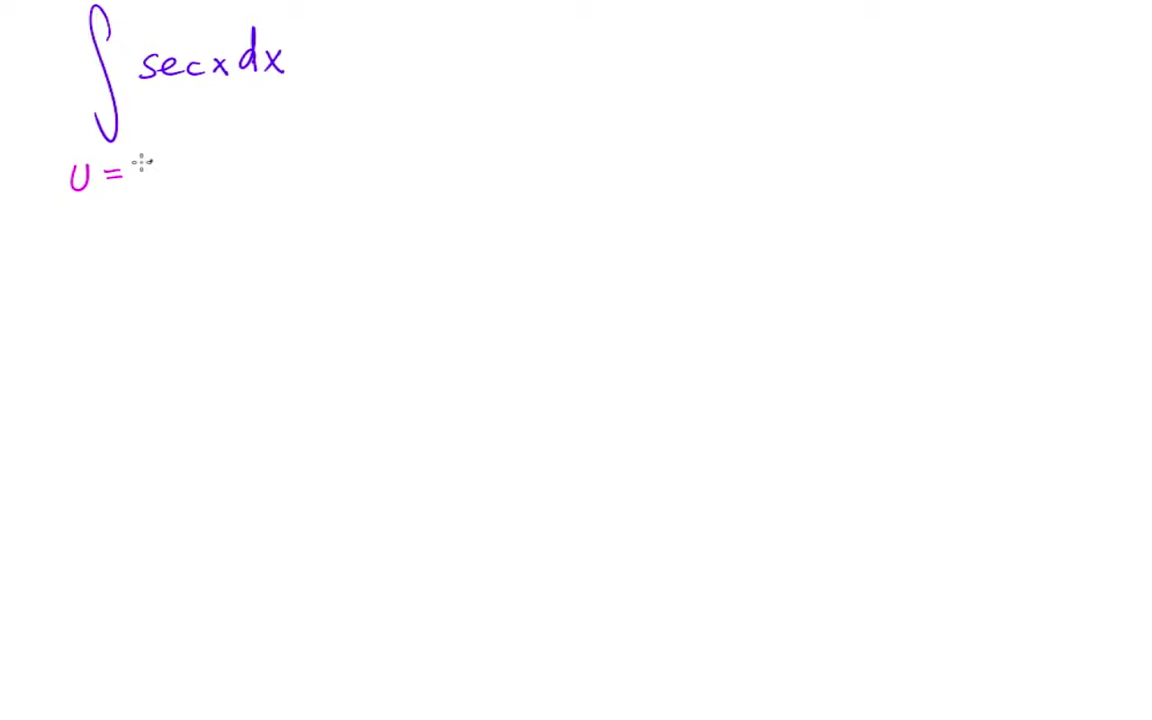 ∫ sec x dx
u =